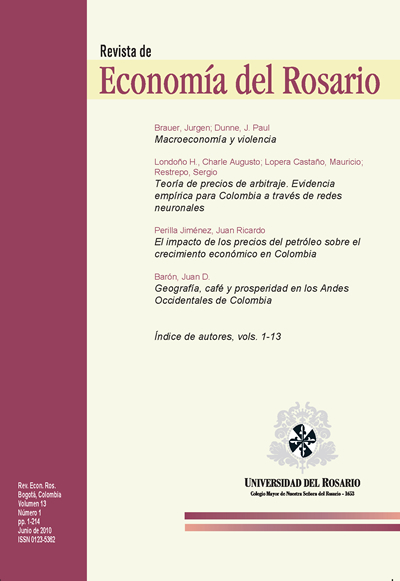 Revista de
Economía del Rosario
Brauer, Jurgen; Dunne, J. Paul
Macroeconomía y violencia
Londoño H., Charle Augusto; Lopera Castaño, Mauricio;
Restrepo, Sergio
Teoría de precios de arbitraje. Evidencia
empírica para Colombia a través de redes
neuronales
Perilla Jiménez, Juan Ricardo
El impacto de los precios del petróleo sobre el
crecimiento económico en Colombia
Barón, Juan D.
Geografía, café y prosperidad en los Andes
Occidentales de Colombia
Índice de autores, vols. 1-13
UNIVERSIDAD DEL ROSARIO
Colegio Mayor de Nuestra Señora del Rosario - 1653
Rev. Econ. Ros.
Bogotá, Colombia
Volumen 13
Número 1
pp. 1-214
Junio de 2010
ISSN 0123-5362